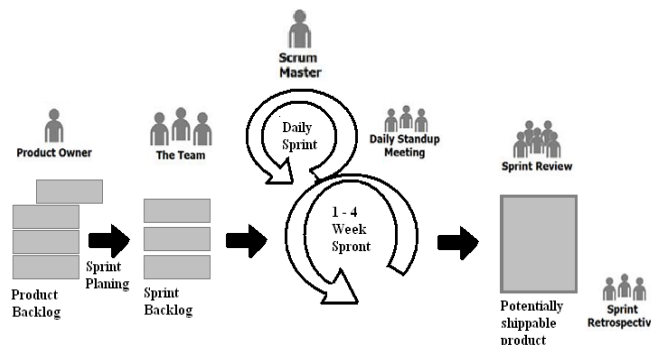 Scrum
Master
Product Owner
The Team
Daily
Sprint
Daily Standup
Meeting
Sprint Review
Product
Backlog
Sprint
Planing
Sprint
Backlog
1 - 4
Week
Spront
Potentially
shippable
product
Sprint
Retrospectiv